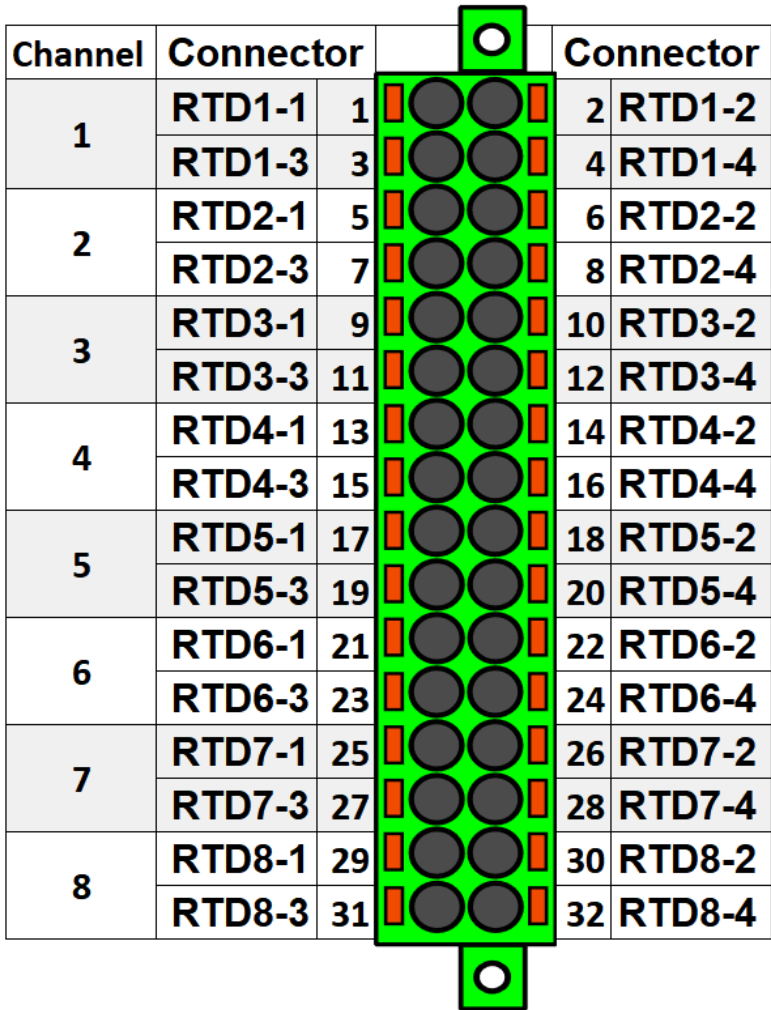 Channel Connector Connector
1
RTD1-1 1 2 RTD1-2
RTD1-3 3 4 RTD1-4
2
RTD2-1 5 6 RTD2-2
RTD2-3 7 8 RTD2-4
3
RTD3-1 9 10 RTD3-2
RTD3-3 11 12 RTD3-4
4
RTD4-1 13 14 RTD4-2
RTD4-3 15 16 RTD4-4
5
RTD5-1 17 18 RTD5-2
RTD5-3 19 20 RTD5-4
6
RTD6-1 21 22 RTD6-2
RTD6-3 23 24 RTD6-4
7
RTD7-1 25 26 RTD7-2
RTD7-3 27 28 RTD7-4
8
RTD8-1 29 30 RTD8-2
RTD8-3 31 32 RTD8-4